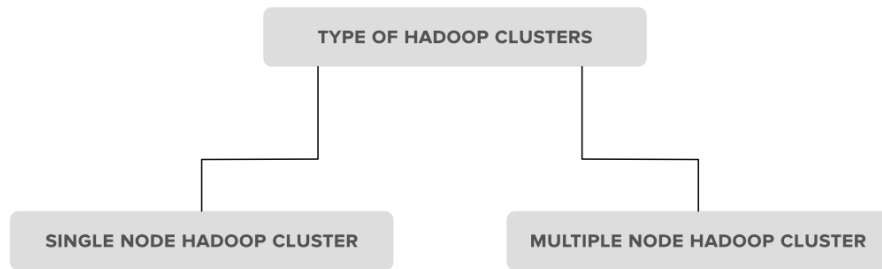 TYPE OF HADOOP CLUSTERS
SINGLE NODE HADOOP CLUSTER
MULTIPLE NODE HADOOP CLUSTER